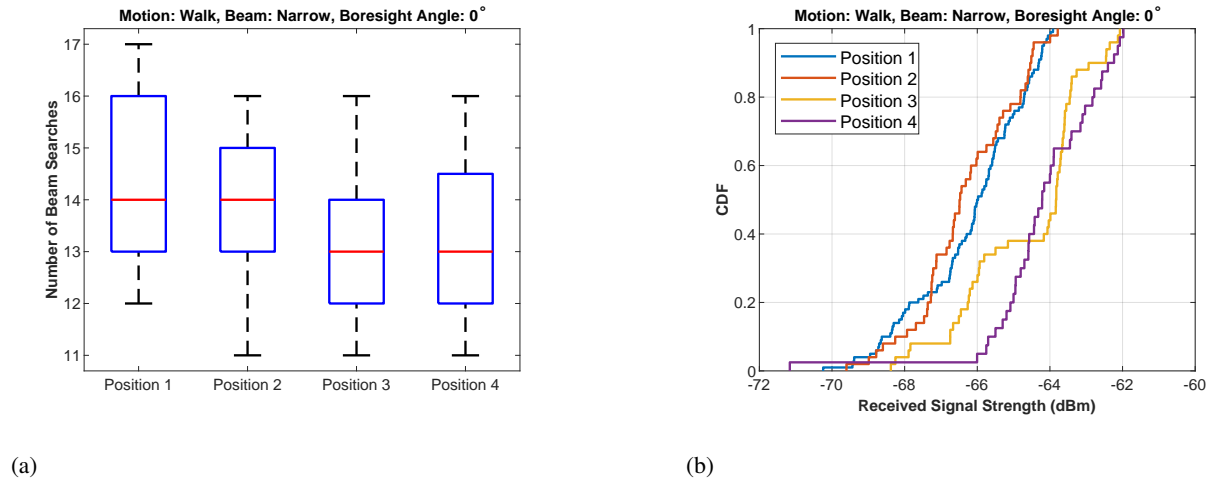 Motion: Walk, Beam: Narrow, Boresight Angle: 0°
17
16
15
14
13
12
11
Number of Beam Searches
Position 1 Position 2 Position 3 Position 4
(a)
Motion: Walk, Beam: Narrow, Boresight Angle: 0°
1
0.8
0.6
0.4
0.2
0
CDF
Position 1
Position 2
Position 3
Position 4
-72 -70 -68 -66 -64 -62 -60
Received Signal Strength (dBm)
(b)